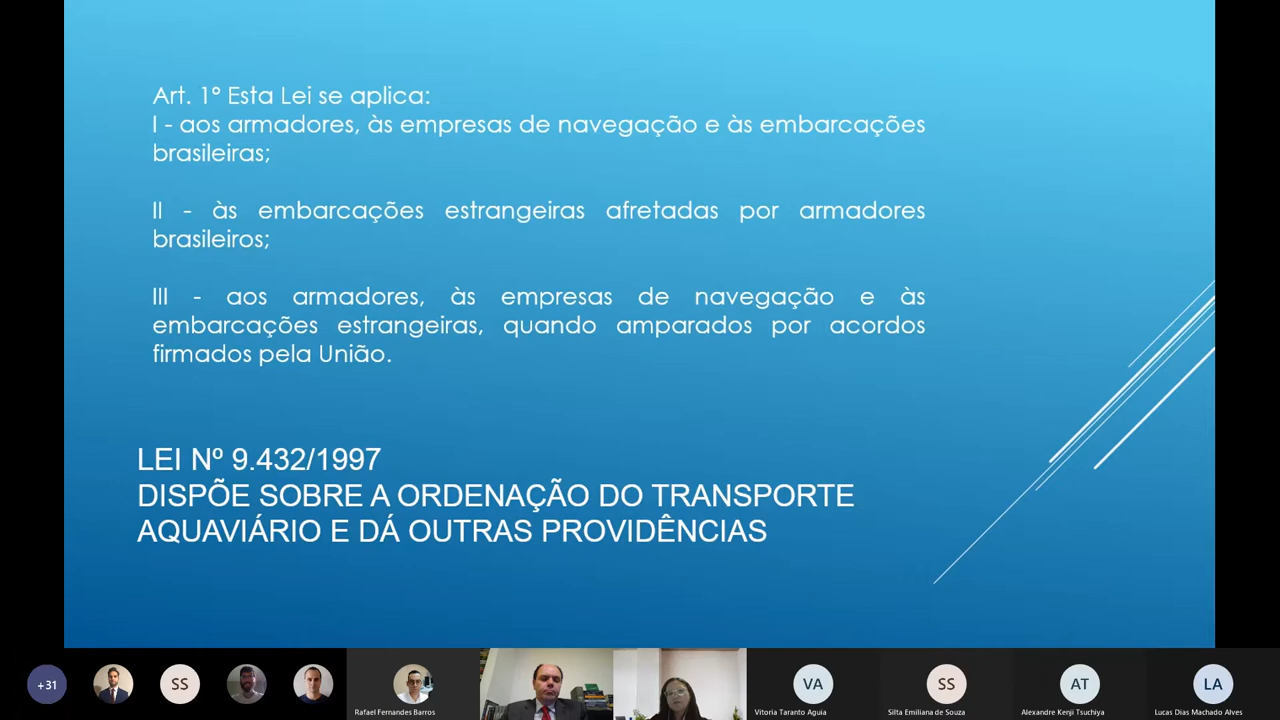 Art. 1º Esta Lei se aplica:
I - aos armadores, às empresas de navegação e às embarcações
brasileiras;
II - às embarcações estrangeiras afretadas por armadores
brasileiros;
III - aos armadores, às empresas de navegação e às
embarcações estrangeiras, quando amparados por acordos
firmados pela União.
LEI Nº 9.432/1997
DISPÕE SOBRE A ORDENAÇÃO DO TRANSPORTE
AQUAVIÁRIO E DÁ OUTRAS PROVIDÊNCIAS
+31
SS
VA
SS
AT
LA
Rafael Fernandes Barros
Vitoria Taranto Aguia
Silta Emiliana de Souza
Alexandre Kenji Tsuchiya
Lucas Dias Machado Alves